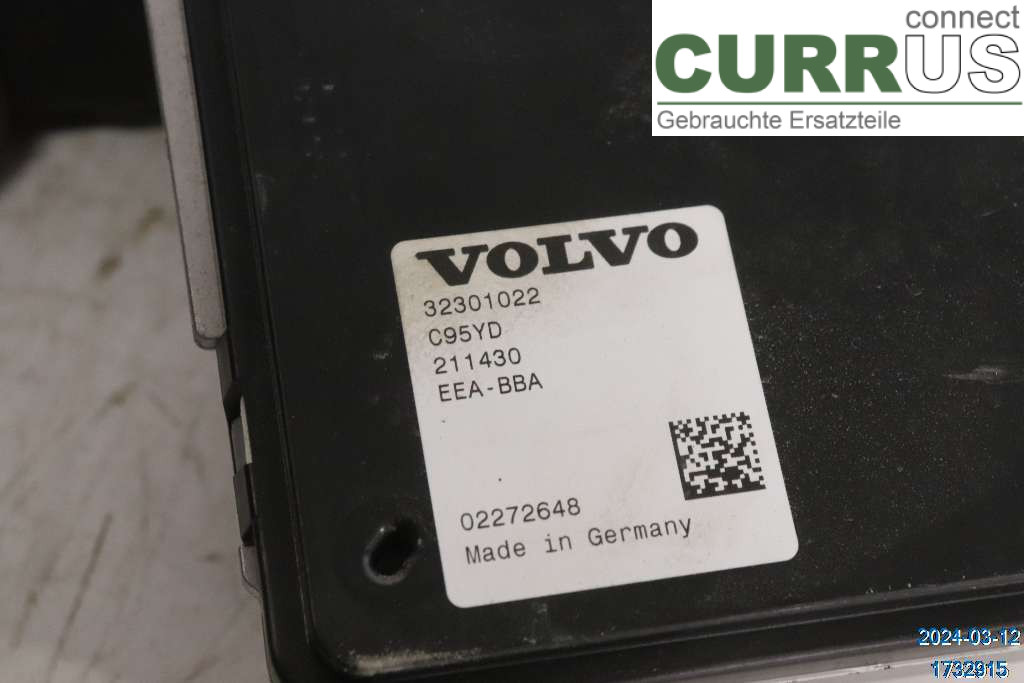 connect
CURRUS
Gebrauchte Ersatzteile
VOLVO
32301022
C95YD
211430
EEA-BBA
02272648
Made in Germany
2024-03-12
1732915